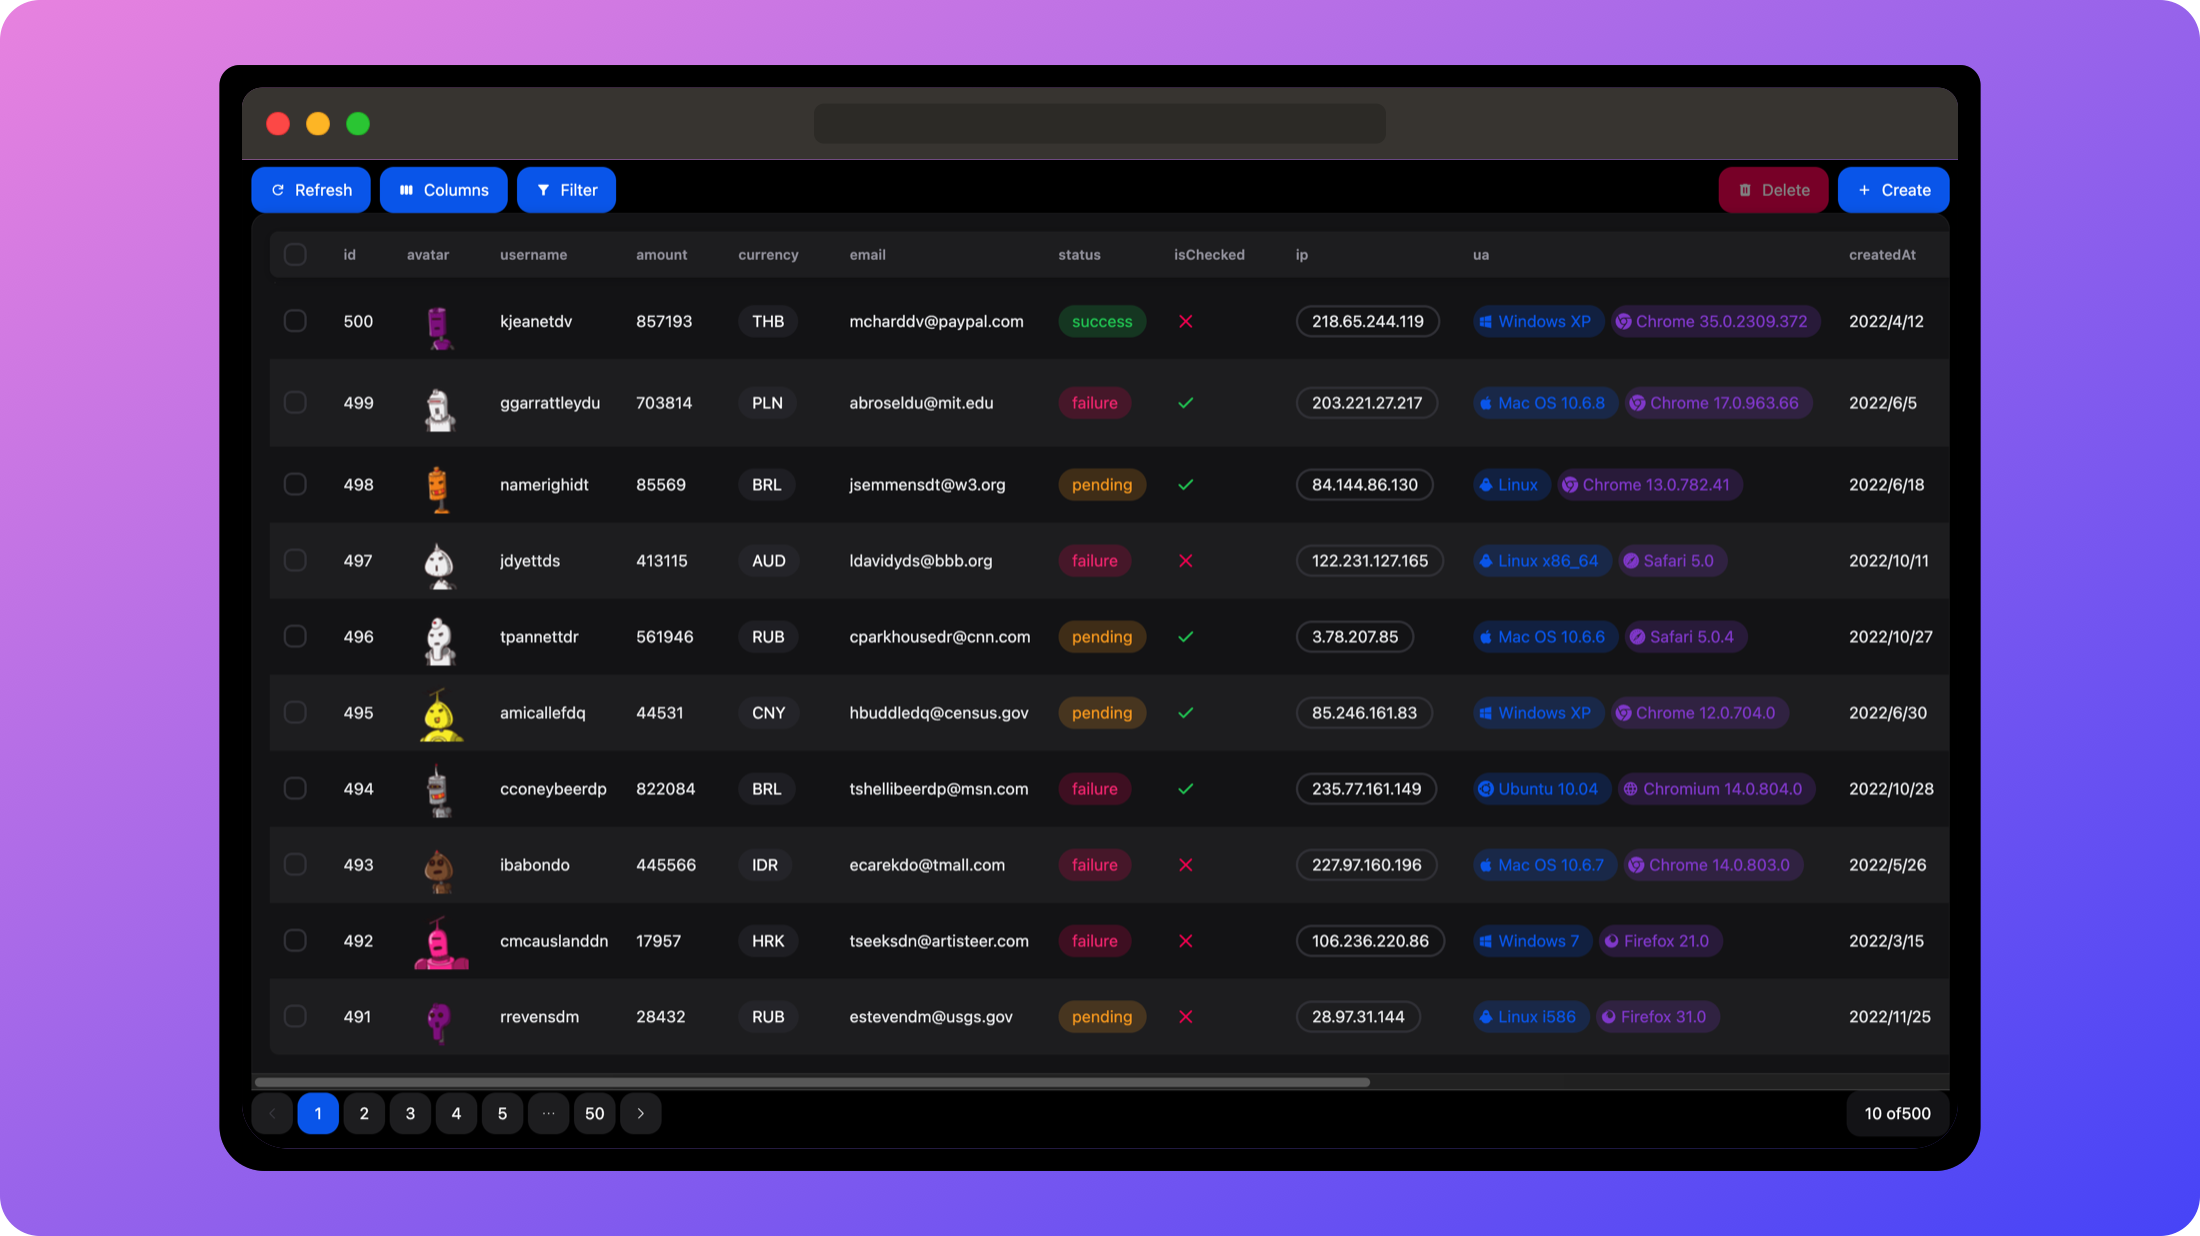 Refresh Columns Filter Delete + Create
id avatar username amount currency email status isChecked ip ua createdAt
500 kjeanetdv 857193 THB mcharddv@paypal.com success 218.65.244.119 Windows XP Chrome 35.0.2309.372 2022/4/12
499 ggarrattleydu 703814 PLN abroseldu@mit.edu failure 203.221.27.217 Mac OS 10.6.8 Chrome 17.0.963.66 2022/6/5
498 namerighidt 85569 BRL jsemmensdt@w3.org pending 84.144.86.130 Linux Chrome 13.0.782.41 2022/6/18
497 jdyettds 413115 AUD ldavidyds@bbb.org failure 122.231.127.165 Linux x86_64 Safari 5.0 2022/10/11
496 tpannettdr 561946 RUB cparkhousedr@cnn.com pending 3.78.207.85 Mac OS 10.6.6 Safari 5.0.4 2022/10/27
495 amicallefdq 44531 CNY hbuddledq@census.gov pending 85.246.161.83 Windows XP Chrome 12.0.704.0 2022/6/30
494 cconeybeerdp 822084 BRL tshellibeerdp@msn.com failure 235.77.161.149 Ubuntu 10.04 Chromium 14.0.804.0 2022/10/28
493 ibabondo 445566 IDR ecarekdo@tmall.com failure 227.97.160.196 Mac OS 10.6.7 Chrome 14.0.803.0 2022/5/26
492 cmcauslanddn 17957 HRK tseeksdn@artisteer.com failure 106.236.220.86 Windows 7 Firefox 21.0 2022/3/15
491 rrevensdm 28432 RUB estevendm@usgs.gov pending 28.97.31.144 Linux i586 Firefox 31.0 2022/11/25
1 2 3 4 5 ... 50 10 of500